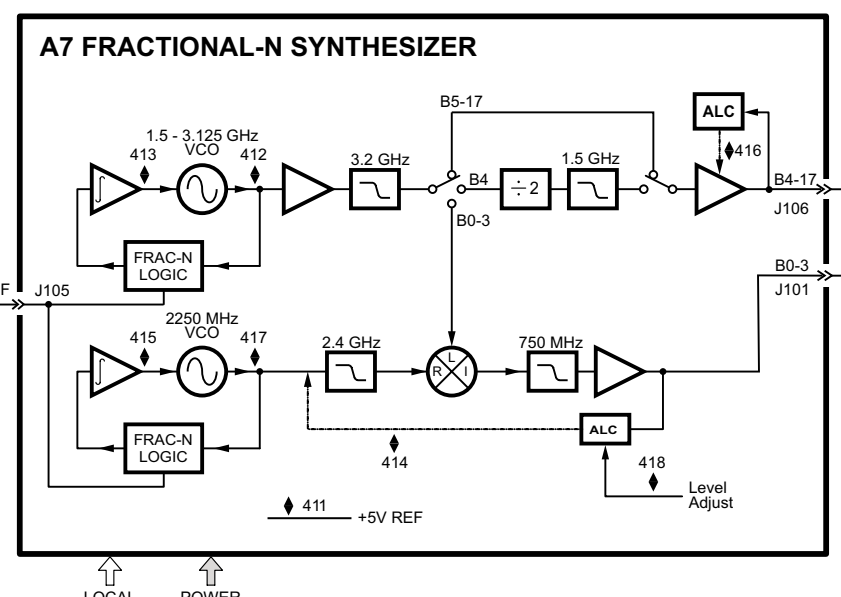 A7 FRACTIONAL-N SYNTHESIZER
B5-17
ALC
1.5 - 3.125 GHz
VCO
413
412
3.2 GHz
1.5 GHz
416
B4
÷2
B4-17
J106
B0-3
FRAC-N
LOGIC
B0-3
J101
F
J105
2250 MHz
VCO
415
417
2.4 GHz
750 MHz
L
R
I
FRAC-N
LOGIC
ALC
414
418
Level
Adjust
411
+5V REF
LOCAL
POWER